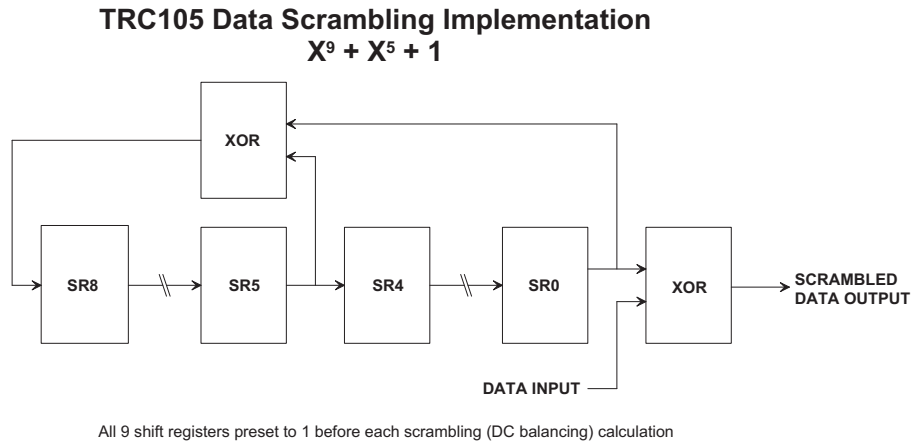 TRC105 Data Scrambling Implementation
X⁹ + X⁵ + 1
XOR
SR8
SR5
SR4
SR0
XOR
SCRAMBLED
DATA OUTPUT
DATA INPUT
All 9 shift registers preset to 1 before each scrambling (DC balancing) calculation